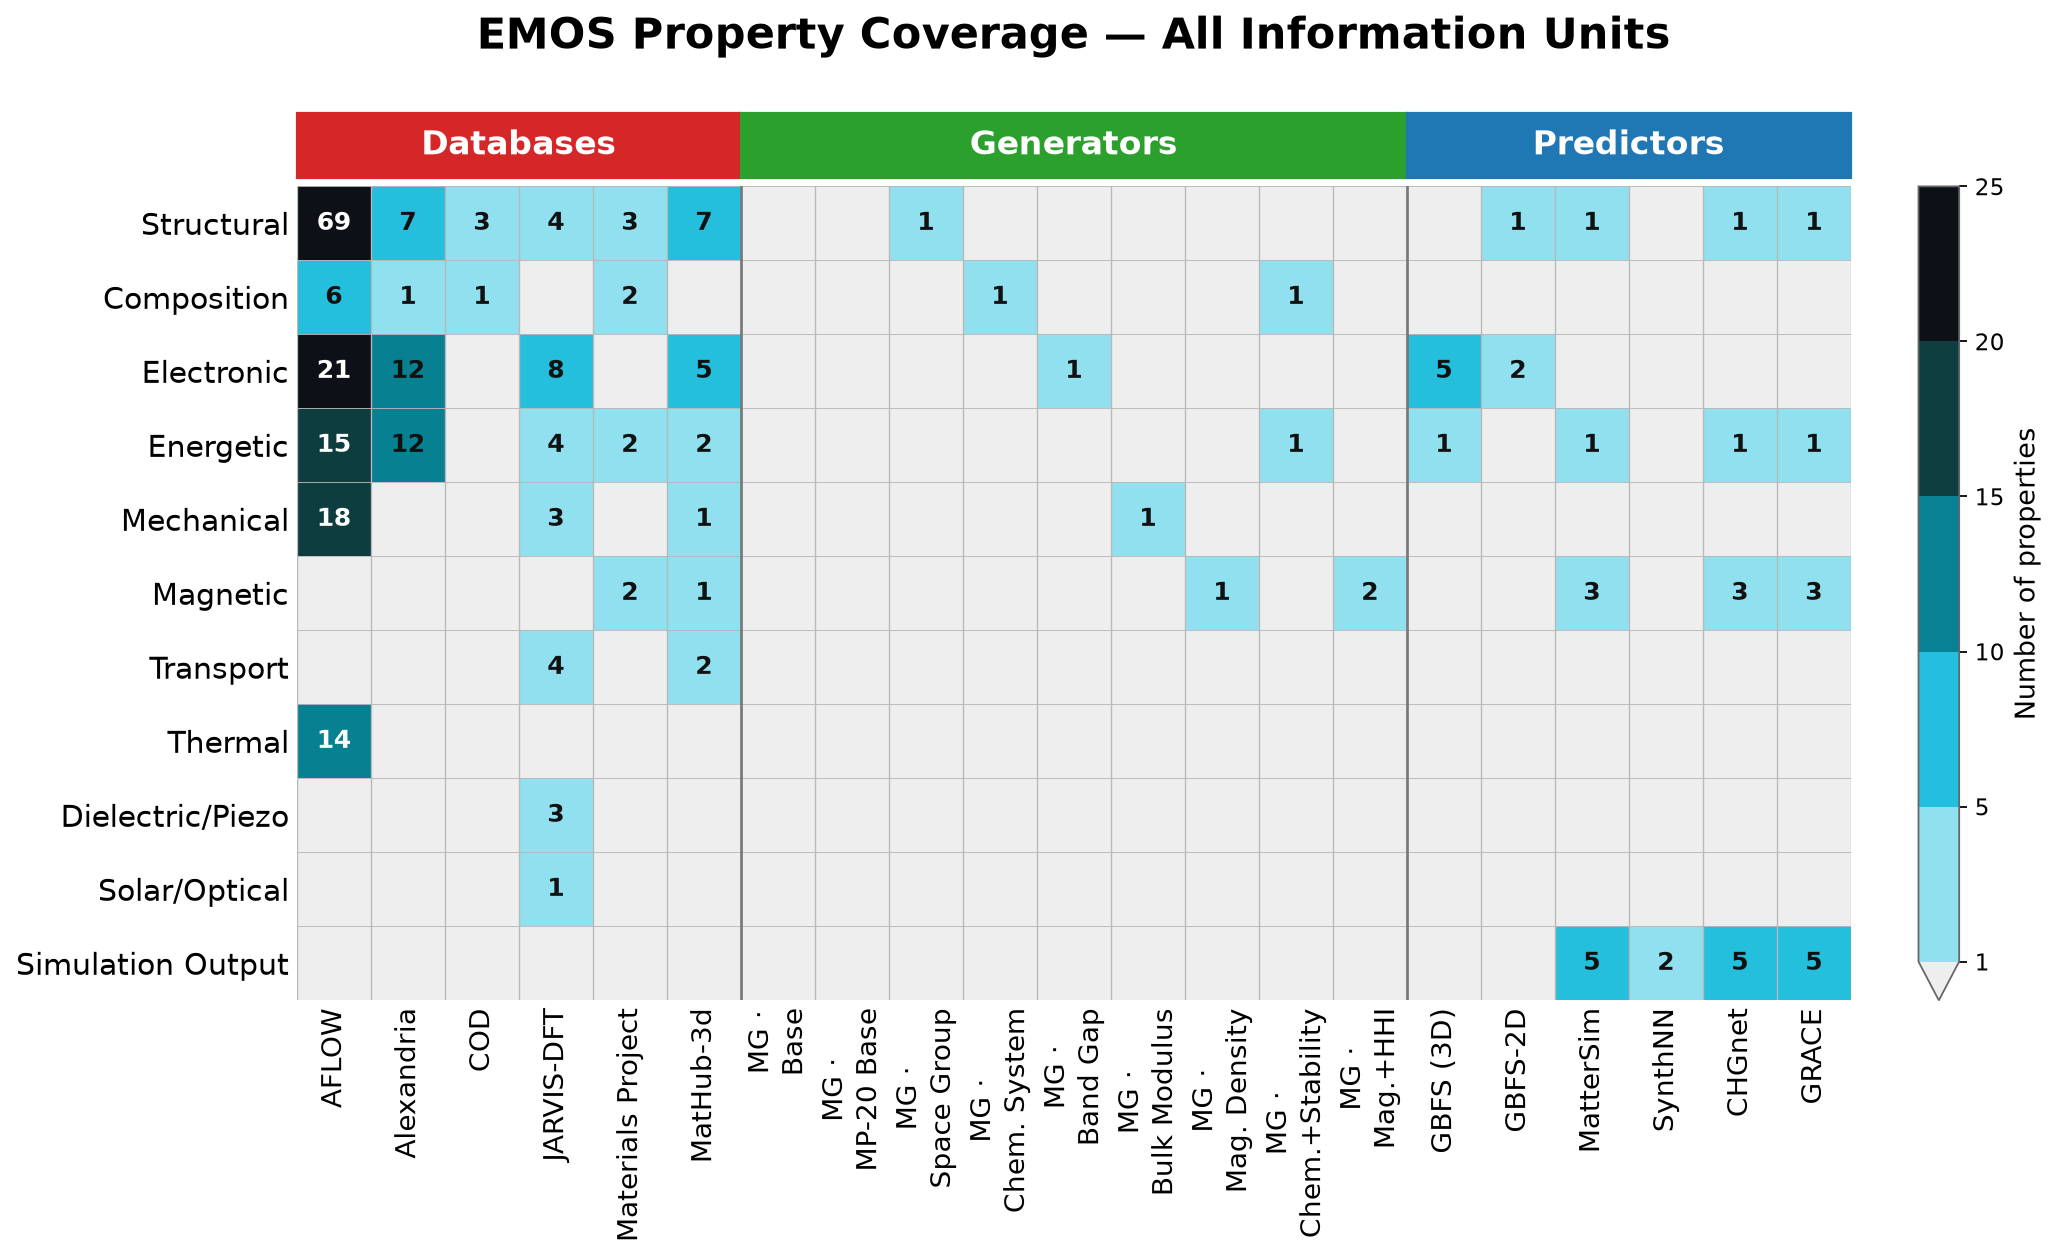 EMOS Property Coverage — All Information Units
Databases Generators Predictors
Structural 69 7 3 4 3 7 1 1 1 1 1
Composition 6 1 1 2 1 1
Electronic 21 12 8 5 1 5 2
Energetic 15 12 4 2 2 1 1 1 1 1
Mechanical 18 3 1 1
Magnetic 2 1 1 2 3 3 3
Transport 4 2
Thermal 14
Dielectric/Piezo 3
Solar/Optical 1
Simulation Output 5 2 5 5
AFLOW
Alexandria
COD
JARVIS-DFT
Materials Project
MatHub-3d
MG ·
Base
MG ·
MP-20 Base
MG ·
Space Group
MG ·
Chem. System
MG ·
Band Gap
MG ·
Bulk Modulus
MG ·
Mag. Density
MG ·
Chem.+Stability
MG ·
Mag.+HHI
GBFS (3D)
GBFS-2D
MatterSim
SynthNN
CHGnet
GRACE
25
20
15
10
5
1
Number of properties